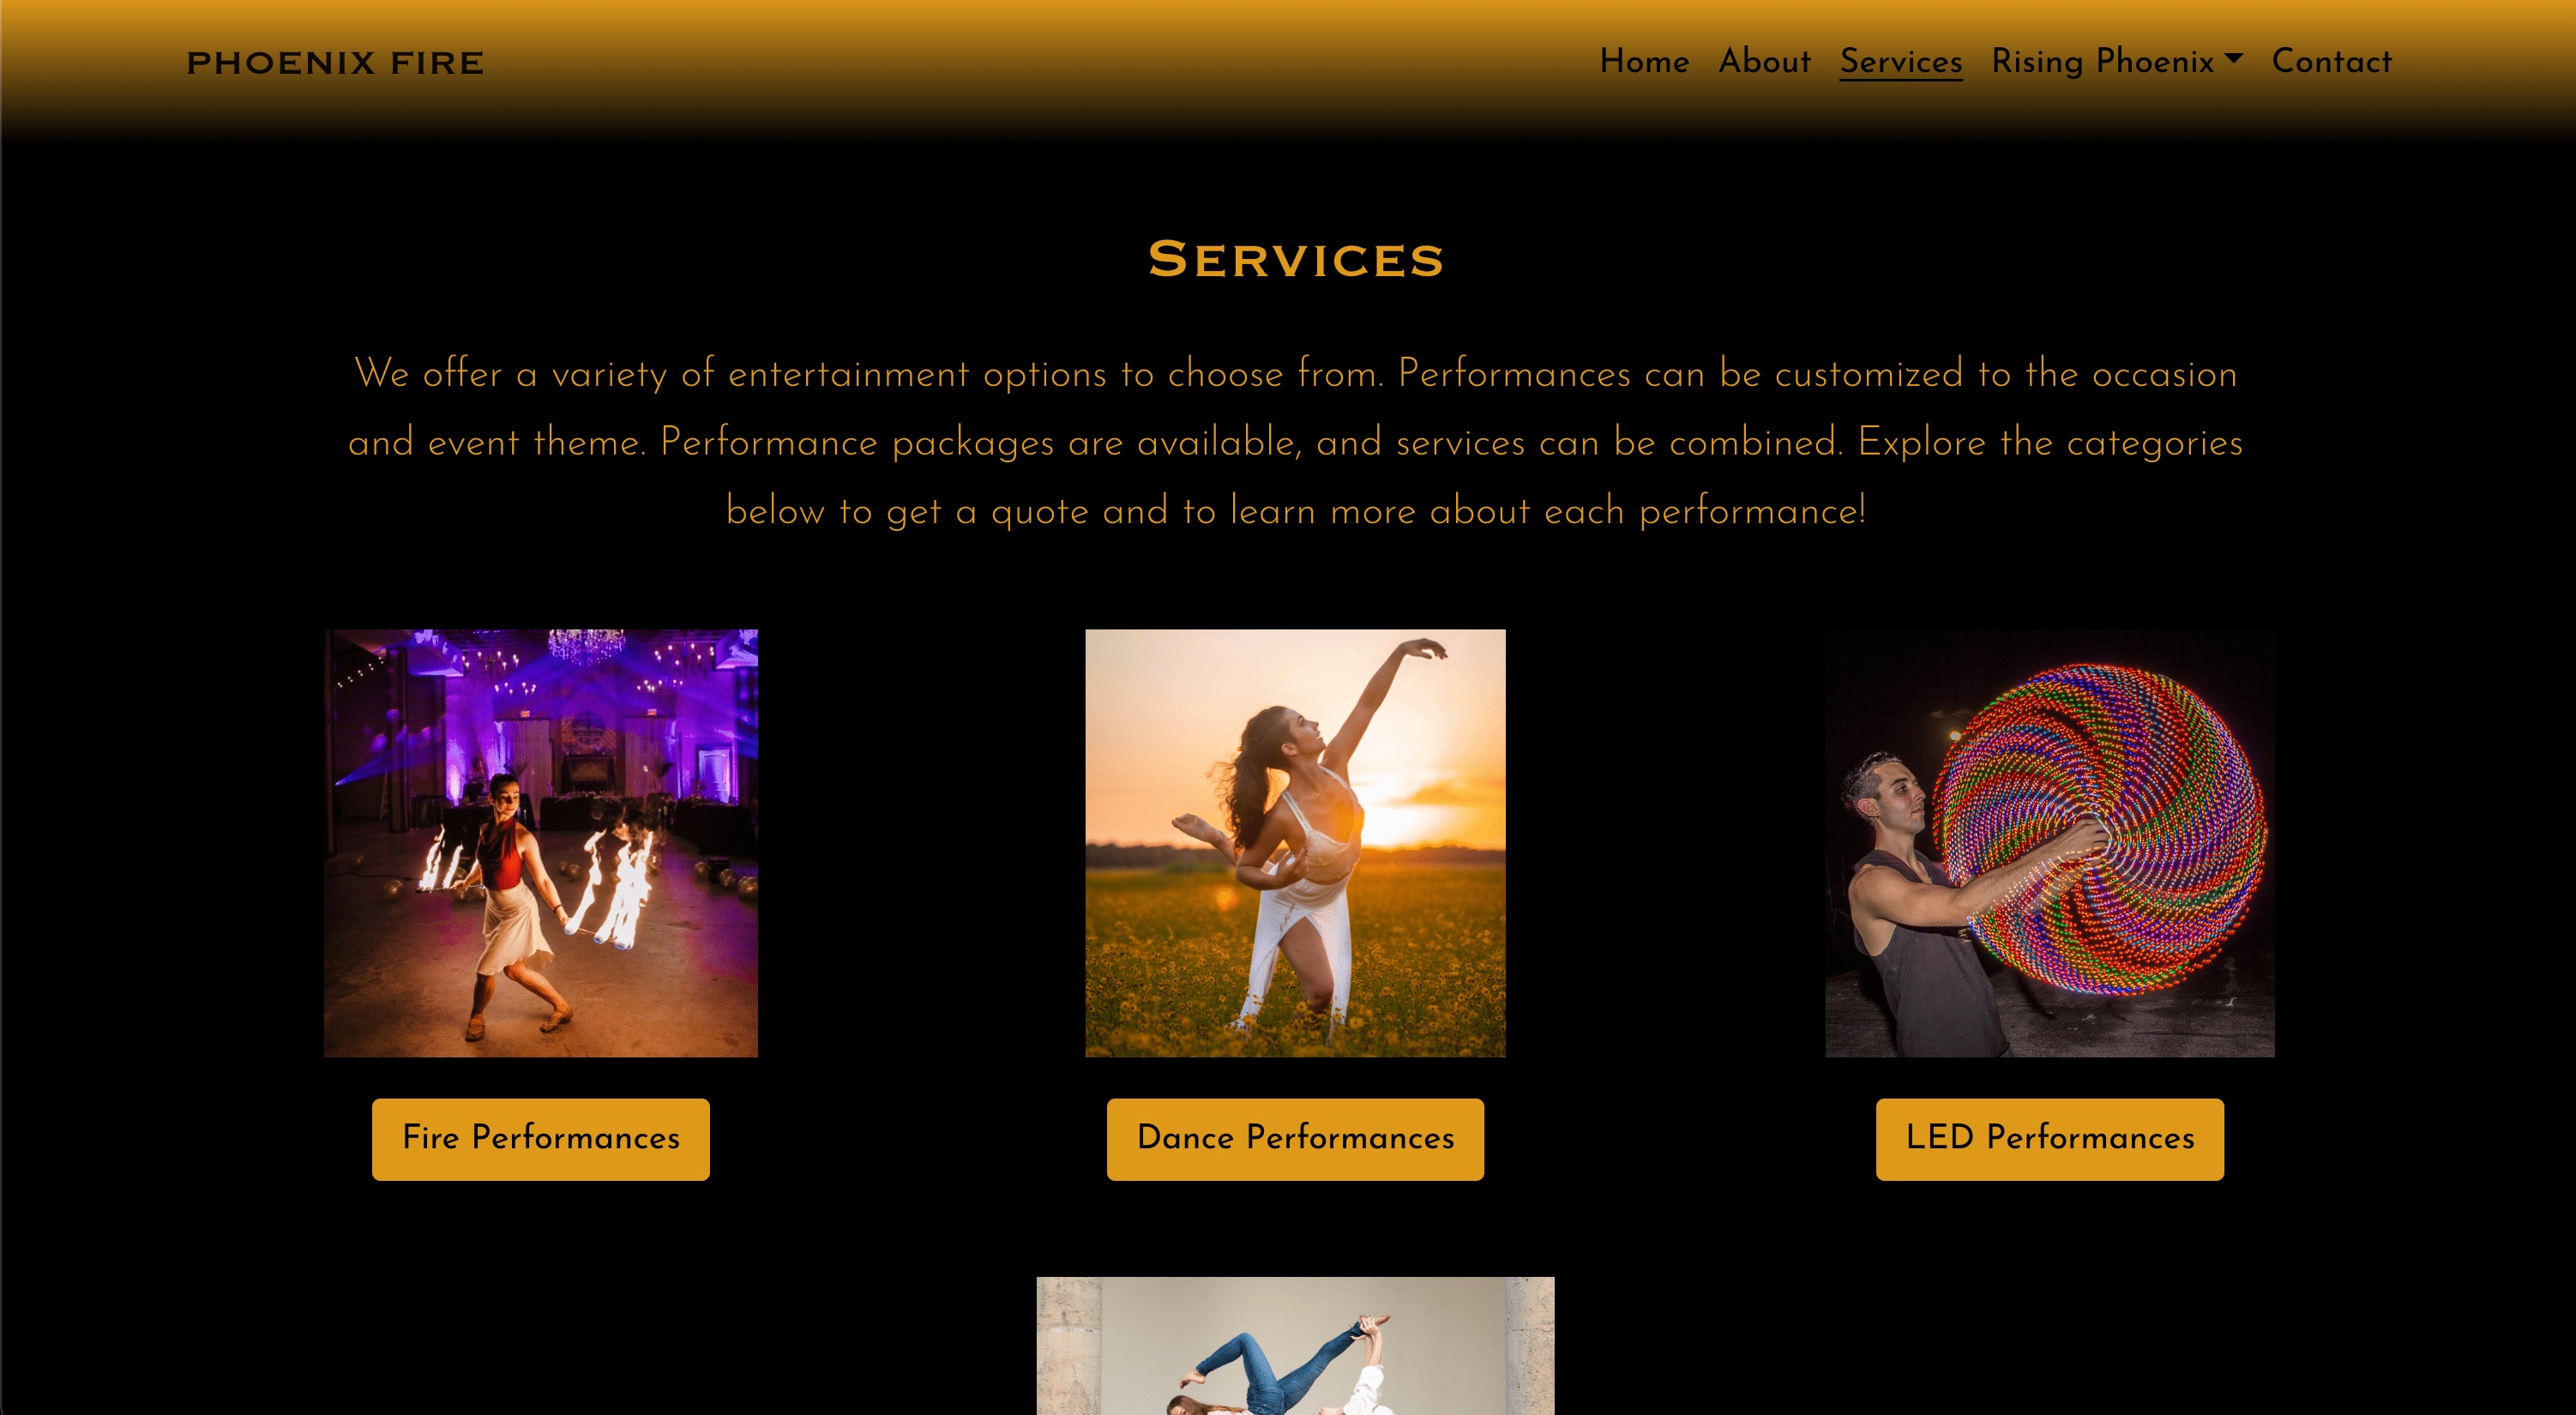 PHOENIX FIRE
Home About Services Rising Phoenix Contact
SERVICES
We offer a variety of entertainment options to choose from. Performances can be customized to the occasion
and event theme. Performance packages are available, and services can be combined. Explore the categories
below to get a quote and to learn more about each performance!
Fire Performances
Dance Performances
LED Performances